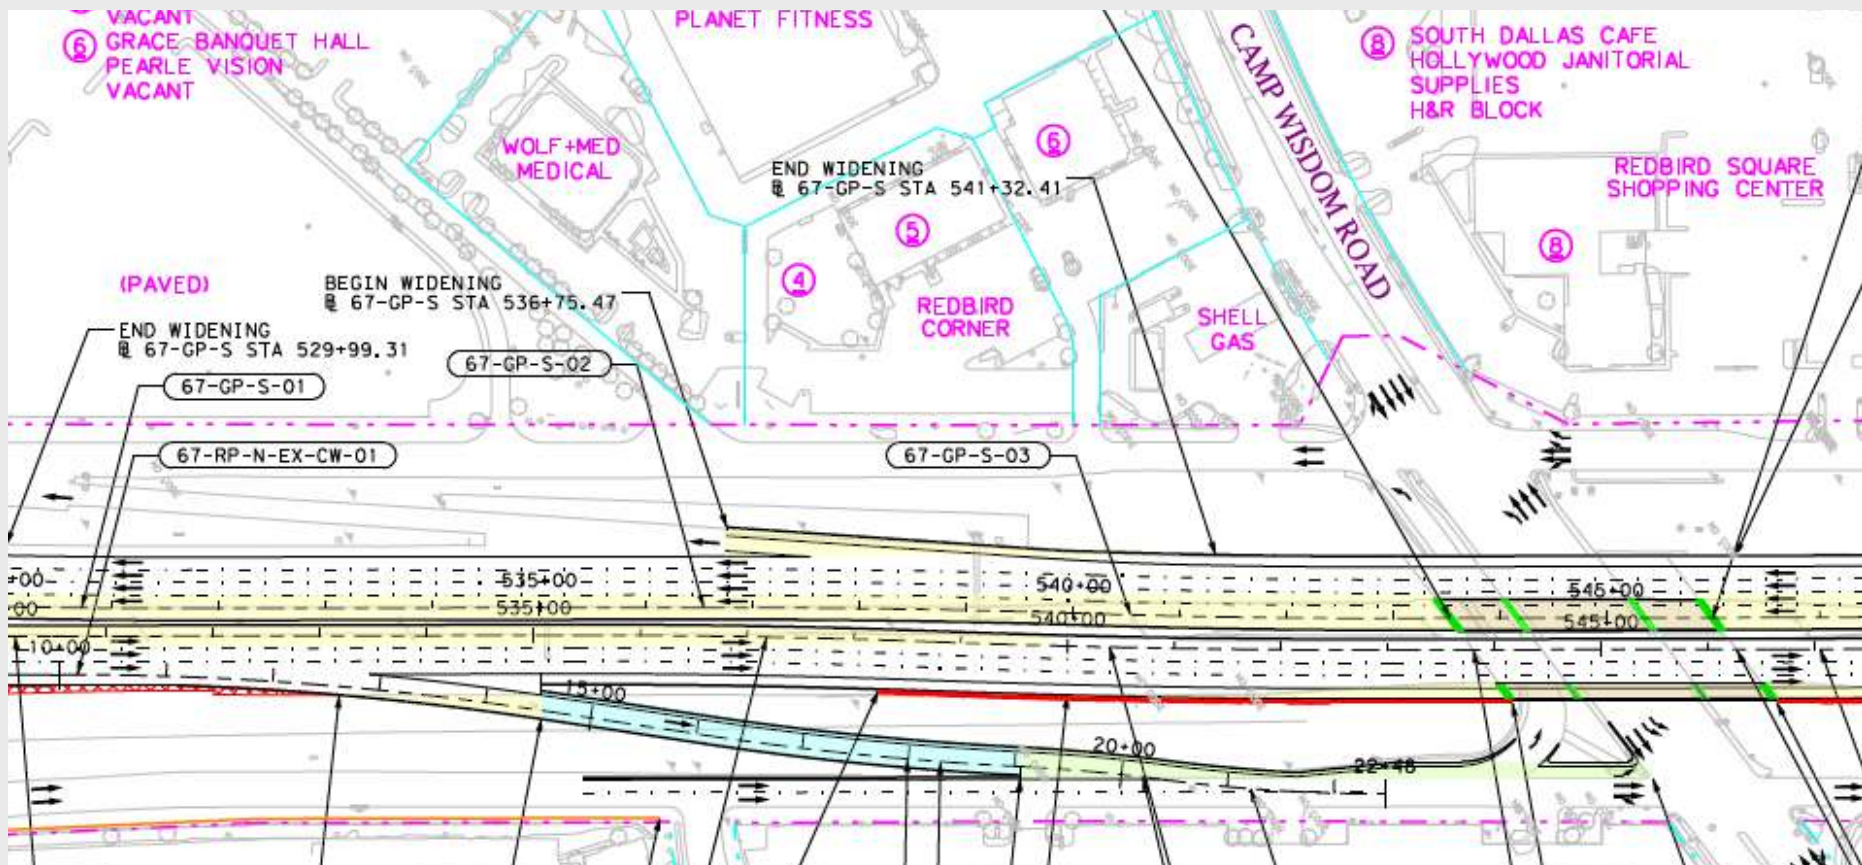 VACANT
6 GRACE BANQUET HALL
PEARLE VISION
VACANT
PLANET FITNESS
CAMP WISDOM ROAD
8 SOUTH DALLAS CAFE
HOLLYWOOD JANITORIAL
SUPPLIES
H&R BLOCK
WOLF+MED
MEDICAL
6
END WIDENING
℄ 67-GP-S STA 541+32.41
REDBIRD SQUARE
SHOPPING CENTER
5
8
4
(PAVED)
BEGIN WIDENING
℄ 67-GP-S STA 536+75.47
REDBIRD
CORNER
SHELL
GAS
END WIDENING
℄ 67-GP-S STA 529+99.31
67-GP-S-02
67-GP-S-01
67-RP-N-EX-CW-01
67-GP-S-03
+00
535+00
540+00
545+00
00
535+00
540+00
545+00
10+00
15+00
20+00
22+48